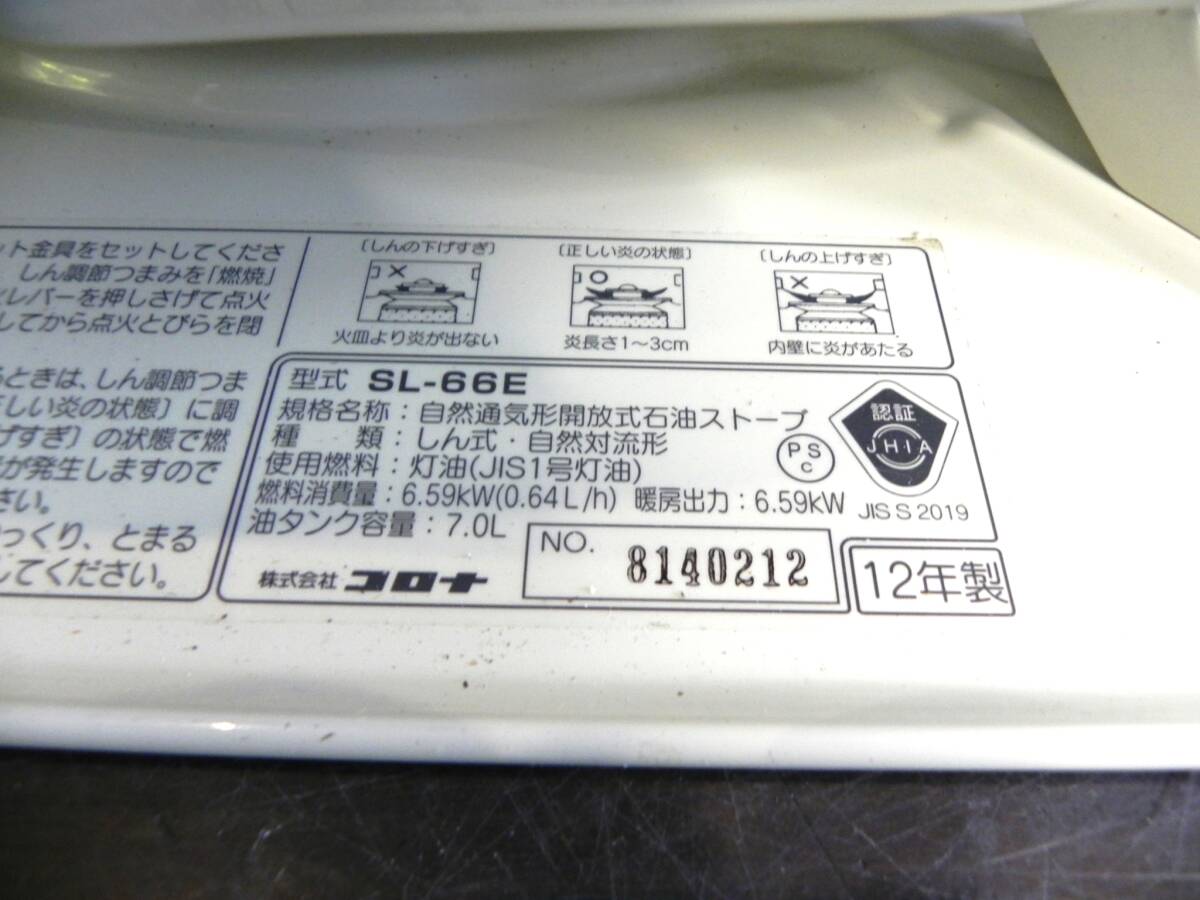 ット金具をセットしてくださ
しん調節つまみを「燃焼」
レバーを押しさげて点火
してから点火とびらを閉
るときは、しん調節つま
しい炎の状態〕に調
げすぎ〕の状態で燃
が発生しますので
さい。
っくり、とまる
してください。
〔しんの下げすぎ〕
火皿より炎が出ない
〔正しい炎の状態〕
炎長さ1～3cm
〔しんの上げすぎ〕
内壁に炎があたる
型式 SL-66E
規格名称：自然通気形開放式石油ストーブ
種 類：しん式・自然対流形
使用燃料：灯油(JIS1号灯油)
燃料消費量：6.59kW(0.64L/h) 暖房出力：6.59kW
油タンク容量：7.0L
株式会社 コロナ
NO. 8140212
PS
C
認証
JHIA
JIS S 2019
12年製